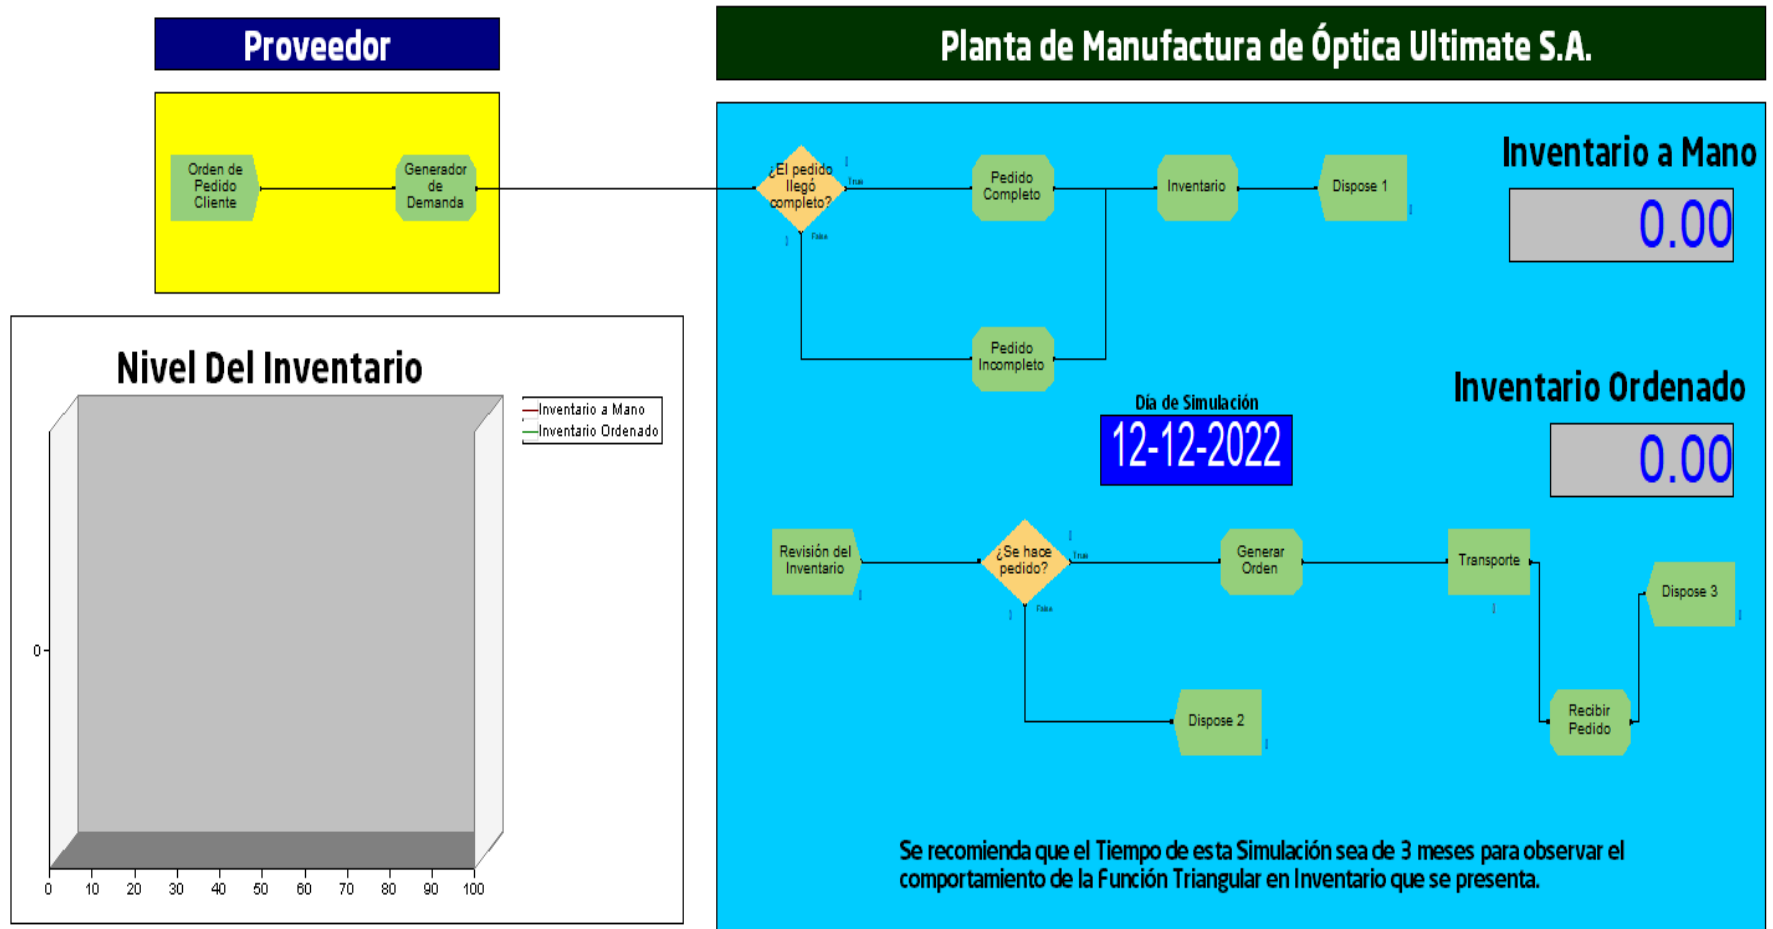 Proveedor
Planta de Manufactura de Óptica Ultimate S.A.
Orden de
Pedido
Cliente
Generador
de
Demanda
¿El pedido
llegó
completo?
True
False
Pedido
Completo
Inventario
Dispose 1
Pedido
Incompleto
Inventario a Mano
0.00
Inventario Ordenado
0.00
Día de Simulación
12-12-2022
Nivel Del Inventario
Inventario a Mano
Inventario Ordenado
0
0 10 20 30 40 50 60 70 80 90 100
Revisión del
Inventario
¿Se hace
pedido?
True
False
Generar
Orden
Transporte
Dispose 3
Dispose 2
Recibir
Pedido
Se recomienda que el Tiempo de esta Simulación sea de 3 meses para observar el
comportamiento de la Función Triangular en Inventario que se presenta.